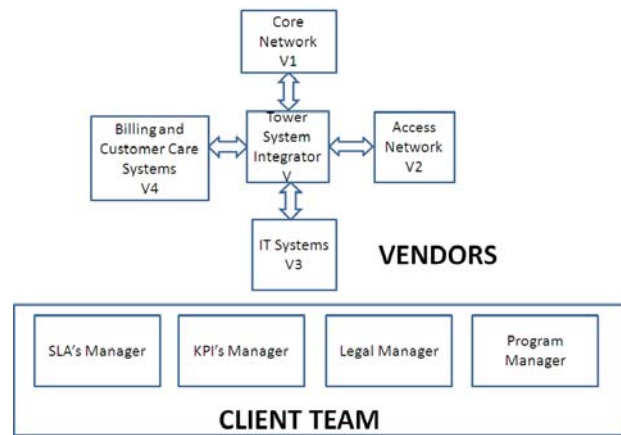 Core
Network
V1
Tower
System
Integrator
V
Billing and
Customer Care
Systems
V4
Access
Network
V2
IT Systems
V3
VENDORS
SLA's Manager
KPI's Manager
Legal Manager
Program
Manager
CLIENT TEAM